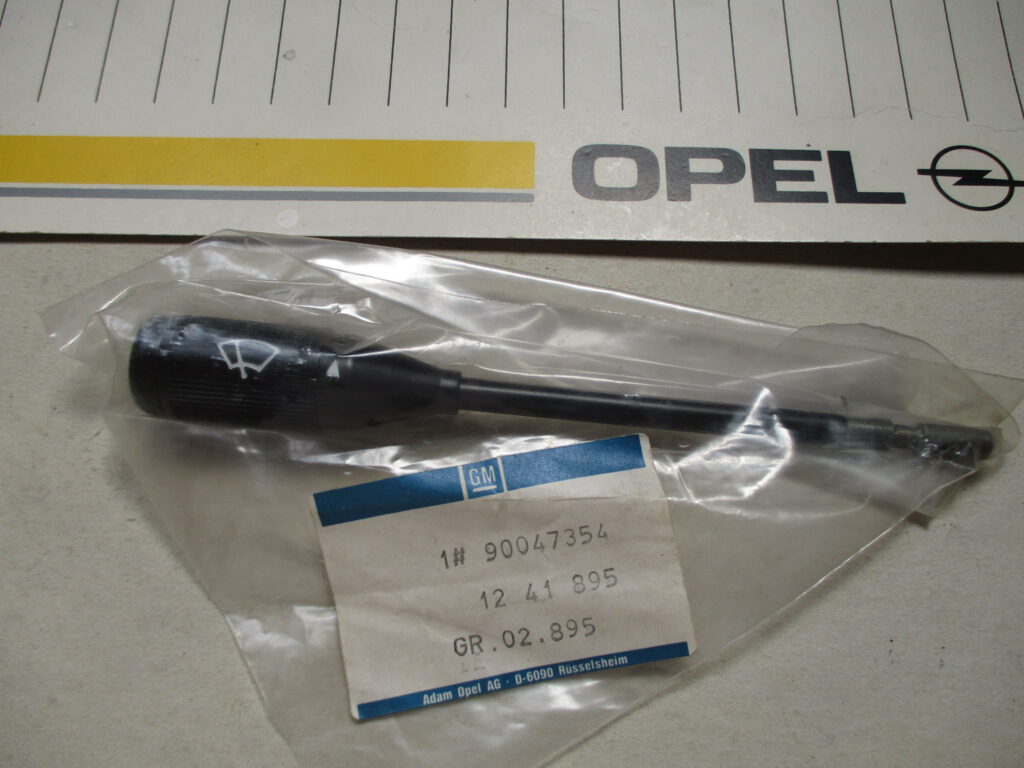 OPEL
GM
1# 90047354
12 41 895
GR.02.895
Adam Opel AG · D-6090 Rüsselsheim